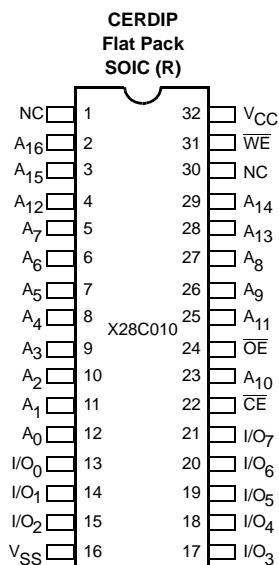 CERDIP
Flat Pack
SOIC (R)
NC 1 32 VCC
A16 2 31 W̅E̅
A15 3 30 NC
A12 4 29 A14
A7 5 28 A13
A6 6 27 A8
A5 7 26 A9
A4 8 25 A11
X28C010
A3 9 24 O̅E̅
A2 10 23 A10
A1 11 22 C̅E̅
A0 12 21 I/O7
I/O0 13 20 I/O6
I/O1 14 19 I/O5
I/O2 15 18 I/O4
VSS 16 17 I/O3